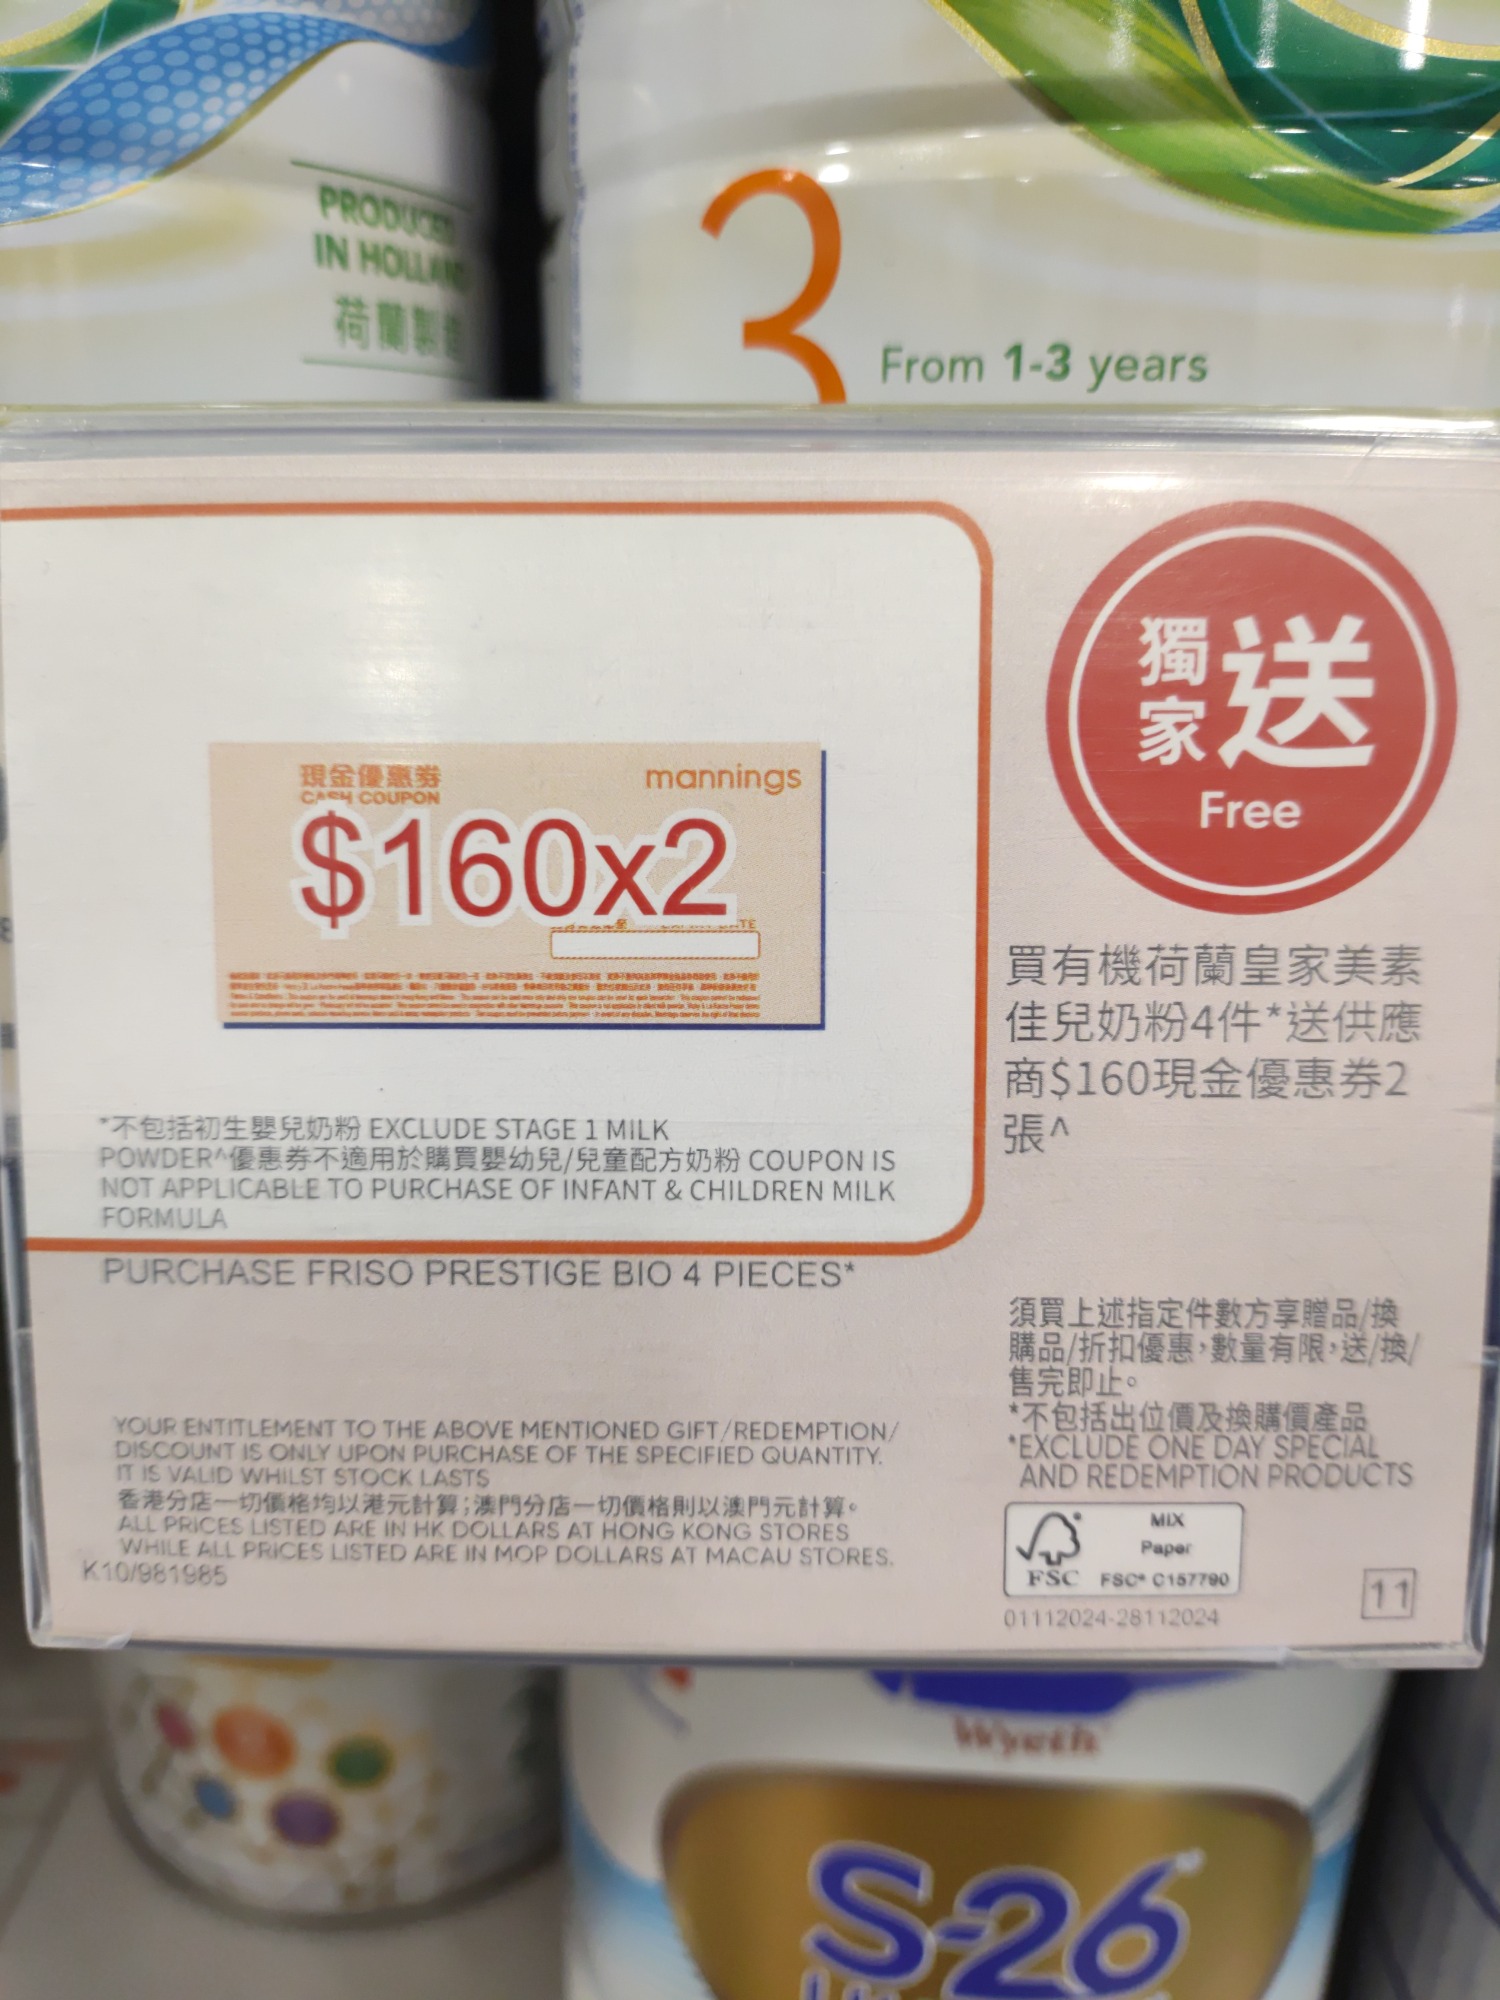 PRODUCED
IN HOLLAND
荷蘭製造
3
From 1-3 years
獨家送
Free
現金優惠券
mannings
CASH COUPON
$160x2
買有機荷蘭皇家美素
佳兒奶粉4件*送供應
商$160現金優惠券2
張^
*不包括初生嬰兒奶粉 EXCLUDE STAGE 1 MILK
POWDER^優惠券不適用於購買嬰幼兒/兒童配方奶粉 COUPON IS
NOT APPLICABLE TO PURCHASE OF INFANT & CHILDREN MILK
FORMULA
PURCHASE FRISO PRESTIGE BIO 4 PIECES*
須買上述指定件數方享贈品/換
購品/折扣優惠，數量有限，送/換/
售完即止。
*不包括出位價及換購價產品
*EXCLUDE ONE DAY SPECIAL
AND REDEMPTION PRODUCTS
YOUR ENTITLEMENT TO THE ABOVE MENTIONED GIFT/REDEMPTION/
DISCOUNT IS ONLY UPON PURCHASE OF THE SPECIFIED QUANTITY.
IT IS VALID WHILST STOCK LASTS
香港分店一切價格均以港元計算；澳門分店一切價格則以澳門元計算。
ALL PRICES LISTED ARE IN HK DOLLARS AT HONG KONG STORES
WHILE ALL PRICES LISTED ARE IN MOP DOLLARS AT MACAU STORES.
K10/981985
MIX
Paper
FSC FSC® C157790
01112024-28112024
11
Wyeth
S-26